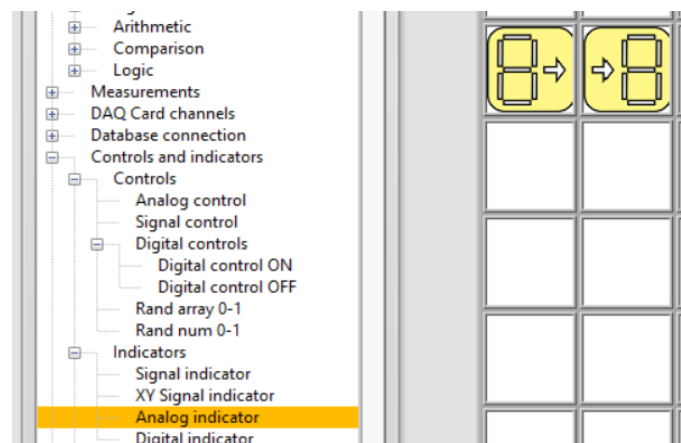 Arithmetic
Comparison
Logic
Measurements
DAQ Card channels
Database connection
Controls and indicators
Controls
Analog control
Signal control
Digital controls
Digital control ON
Digital control OFF
Rand array 0-1
Rand num 0-1
Indicators
Signal indicator
XY Signal indicator
Analog indicator
Digital indicator